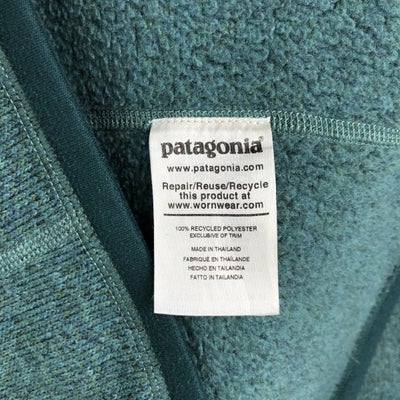 patagonia®
www.patagonia.com
Repair/Reuse/Recycle
this product at
www.wornwear.com
100% RECYCLED POLYESTER
EXCLUSIVE OF TRIM
MADE IN THAILAND
FABRIQUÉ EN THAÏLANDE
HECHO EN TAILANDIA
FATTO IN TAILANDIA